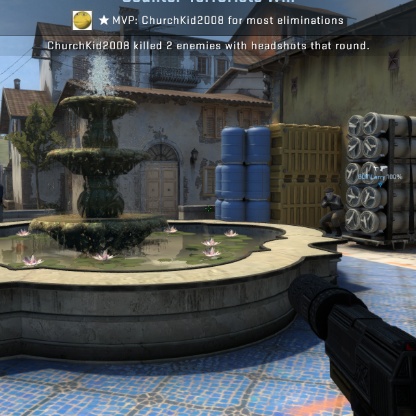 Counter-Terrorists Win
★ MVP: ChurchKid2008 for most eliminations
ChurchKid2008 killed 2 enemies with headshots that round.